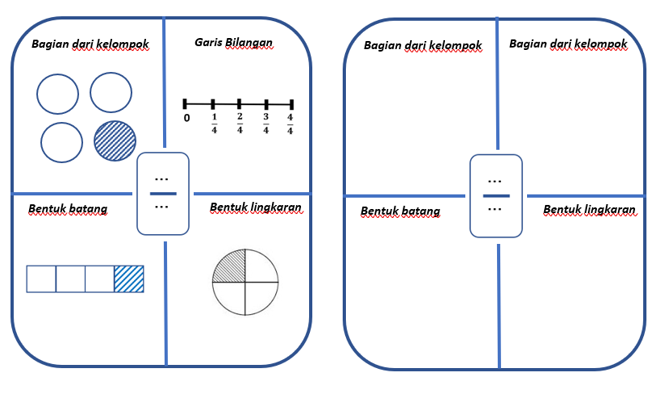 Bagian dari kelompok
Garis Bilangan
0 1/4 2/4 3/4 4/4
...
...
Bentuk batang
Bentuk lingkaran
Bagian dari kelompok
Bagian dari kelompok
...
...
Bentuk batang
Bentuk lingkaran